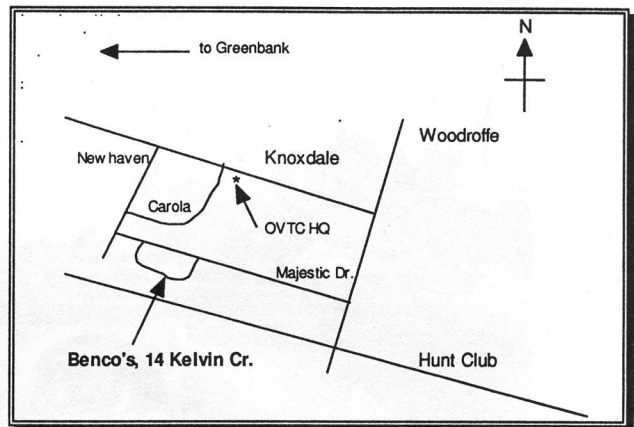 to Greenbank
N
Woodroffe
New haven
Knoxdale
Carola
*
OVTC HQ
Majestic Dr.
Benco's, 14 Kelvin Cr.
Hunt Club